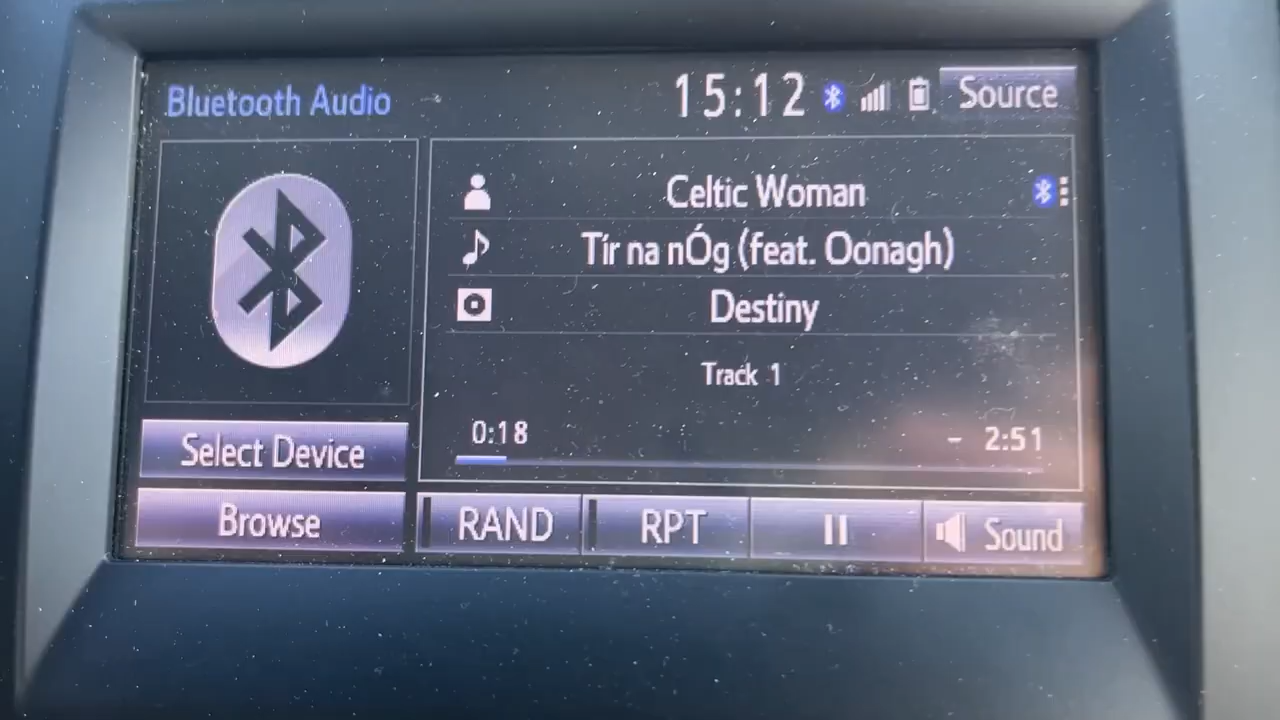 Bluetooth Audio
15:12
Source
Celtic Woman
Tír na nÓg (feat. Oonagh)
Destiny
Track 1
0:18
- 2:51
Select Device
Browse
RAND
RPT
Sound